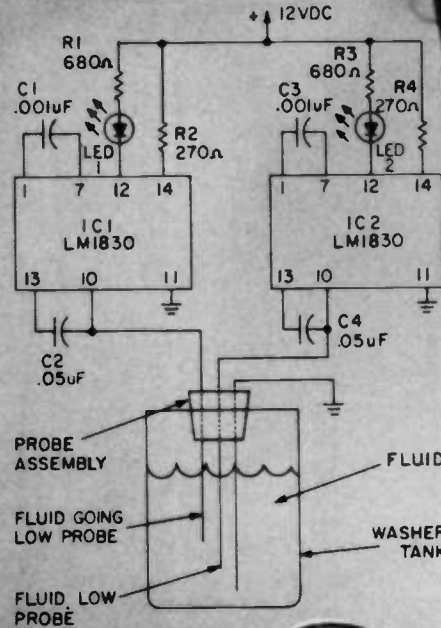 + 12VDC
R1
680Ω
R3
680Ω
C1
.001uF
C3
.001uF
R4
270Ω
R2
270Ω
LED
1
LED
2
1 7 12 14
1 7 12 14
IC1
LM1830
IC2
LM1830
13 10 11
13 10 11
C2
.05uF
C4
.05uF
PROBE
ASSEMBLY
FLUID
FLUID GOING
LOW PROBE
WASHER
TANK
FLUID LOW
PROBE